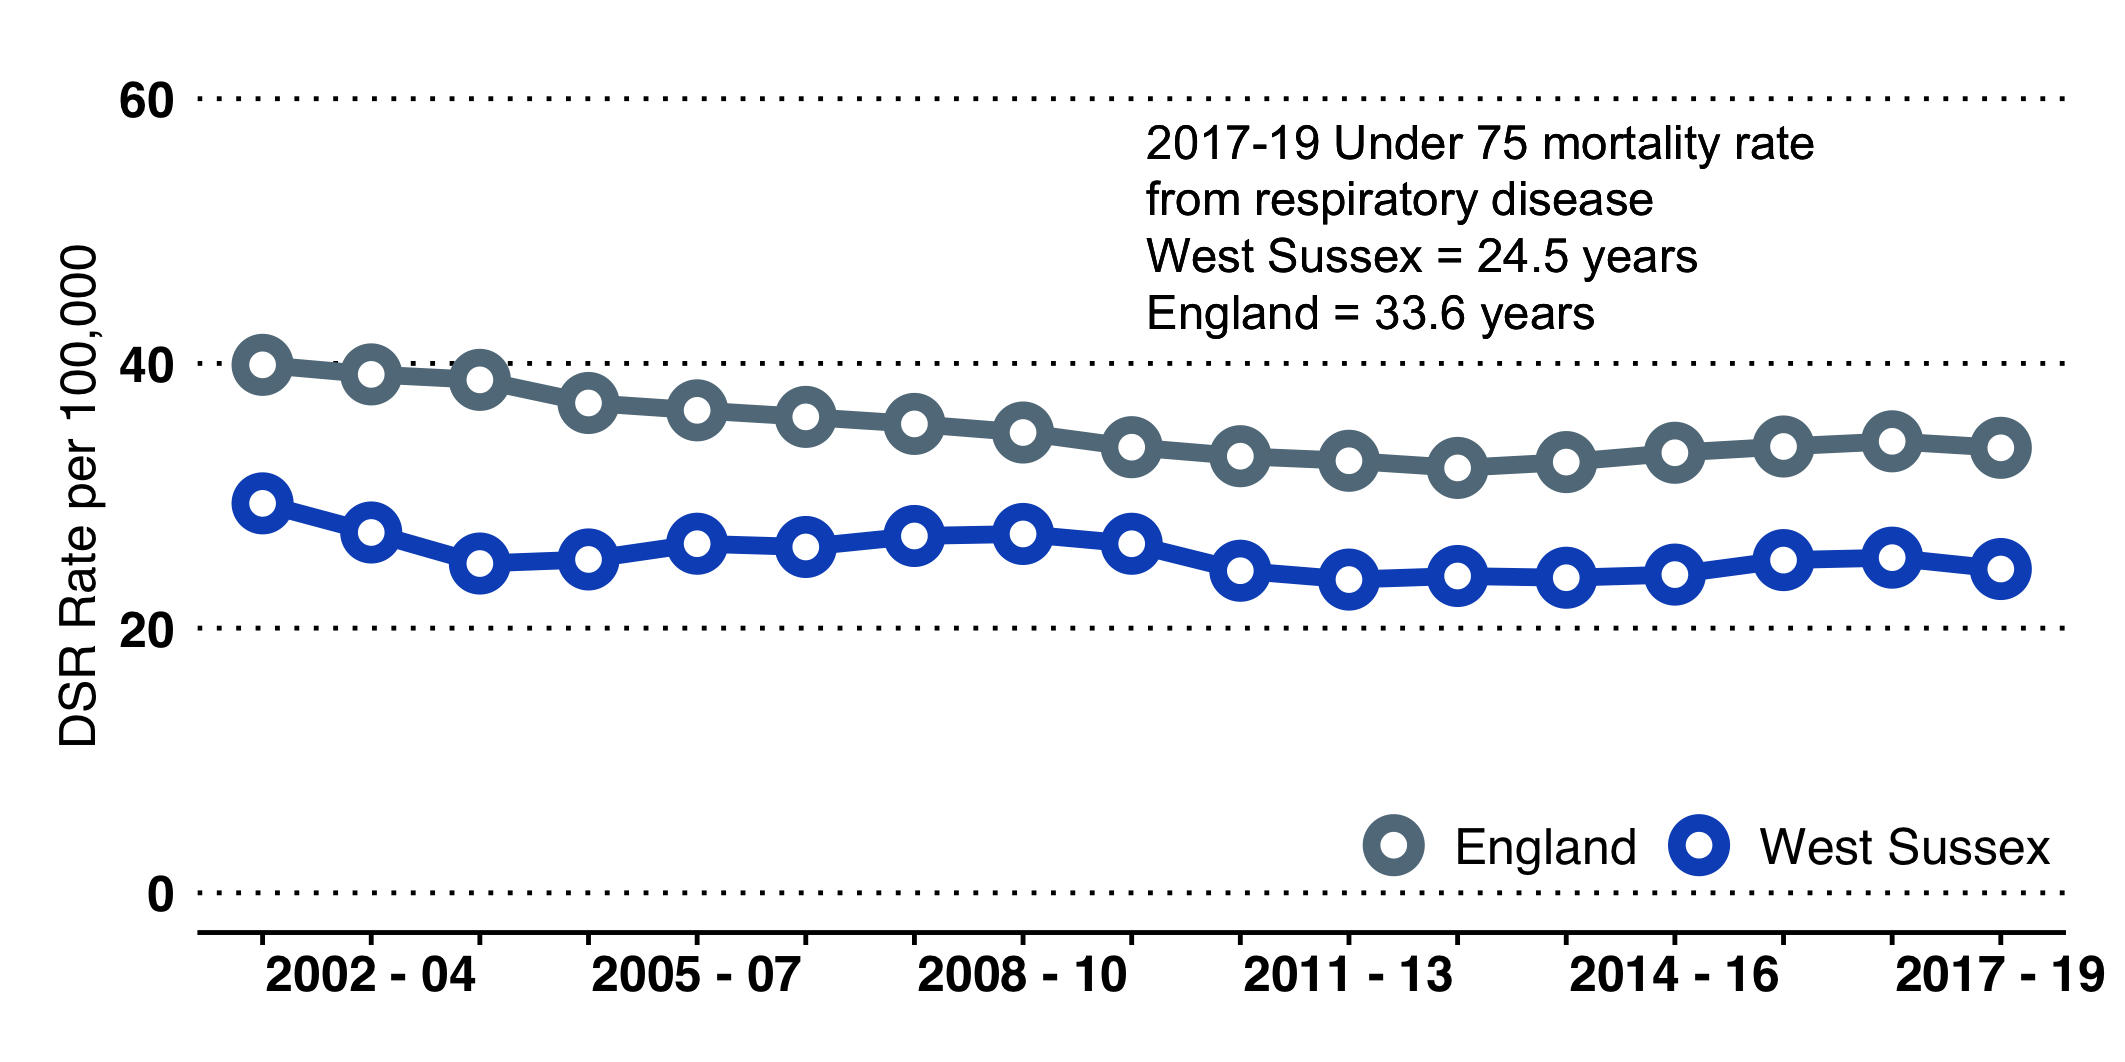 60
2017-19 Under 75 mortality rate
from respiratory disease
West Sussex = 24.5 years
England = 33.6 years
DSR Rate per 100,000
40
20
England
West Sussex
0
2002 - 04
2005 - 07
2008 - 10
2011 - 13
2014 - 16
2017 - 19